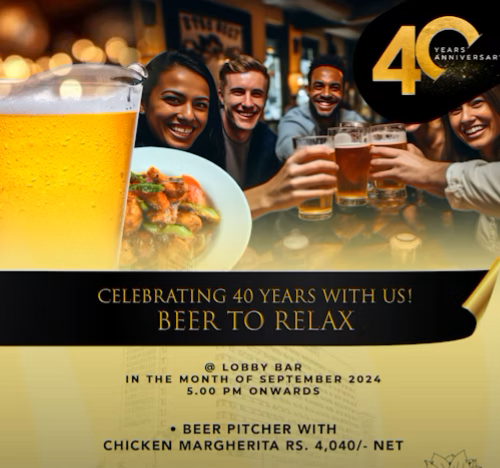 40
YEARS
ANNIVERSARY
CELEBRATING 40 YEARS WITH US!
BEER TO RELAX
@ LOBBY BAR
IN THE MONTH OF SEPTEMBER 2024
5.00 PM ONWARDS
• BEER PITCHER WITH
CHICKEN MARGHERITA RS. 4,040/- NET